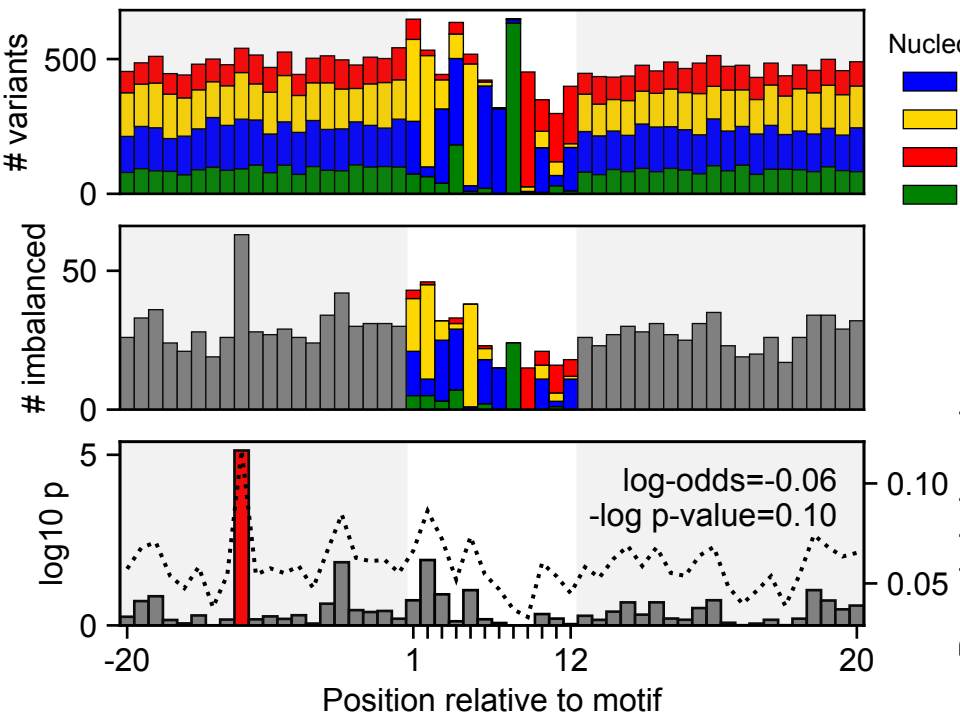 # variants
500
0
Nucleo
# imbalanced
50
0
log10 p
5
0
log-odds=-0.06
-log p-value=0.10
0.10
0.05
-20
1
12
20
Position relative to motif